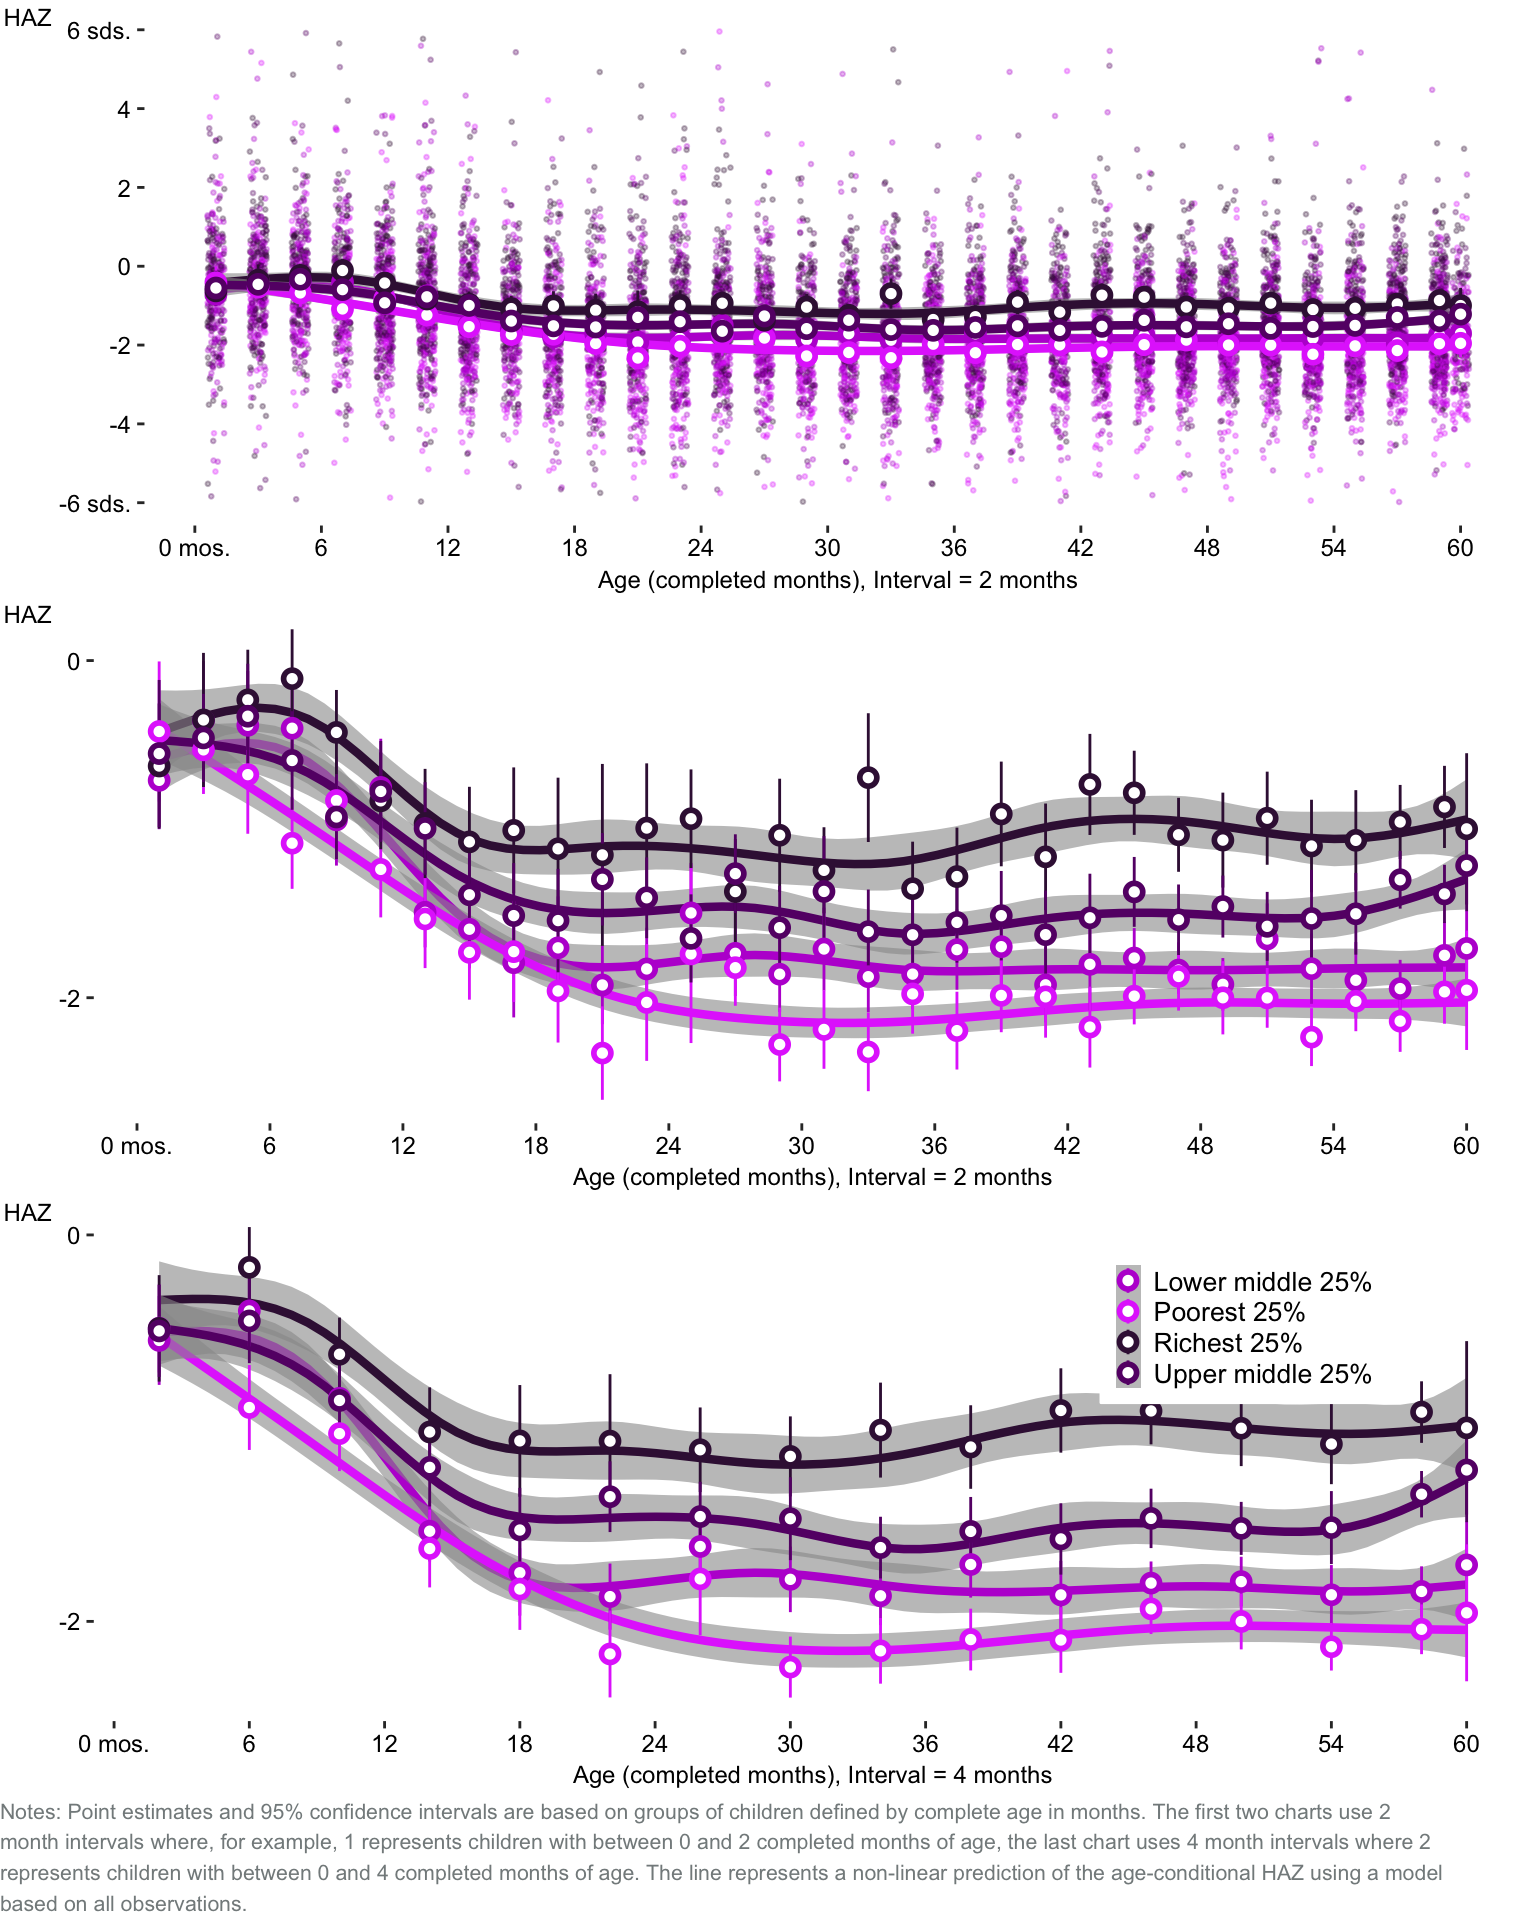 HAZ
6 sds.
4
2
0
-2
-4
-6 sds.
0 mos. 6 12 18 24 30 36 42 48 54 60
Age (completed months), Interval = 2 months
HAZ
0
-2
0 mos. 6 12 18 24 30 36 42 48 54 60
Age (completed months), Interval = 2 months
HAZ
0
Lower middle 25%
Poorest 25%
Richest 25%
Upper middle 25%
-2
0 mos. 6 12 18 24 30 36 42 48 54 60
Age (completed months), Interval = 4 months
Notes: Point estimates and 95% confidence intervals are based on groups of children defined by complete age in months. The first two charts use 2
month intervals where, for example, 1 represents children with between 0 and 2 completed months of age, the last chart uses 4 month intervals where 2
represents children with between 0 and 4 completed months of age. The line represents a non-linear prediction of the age-conditional HAZ using a model
based on all observations.